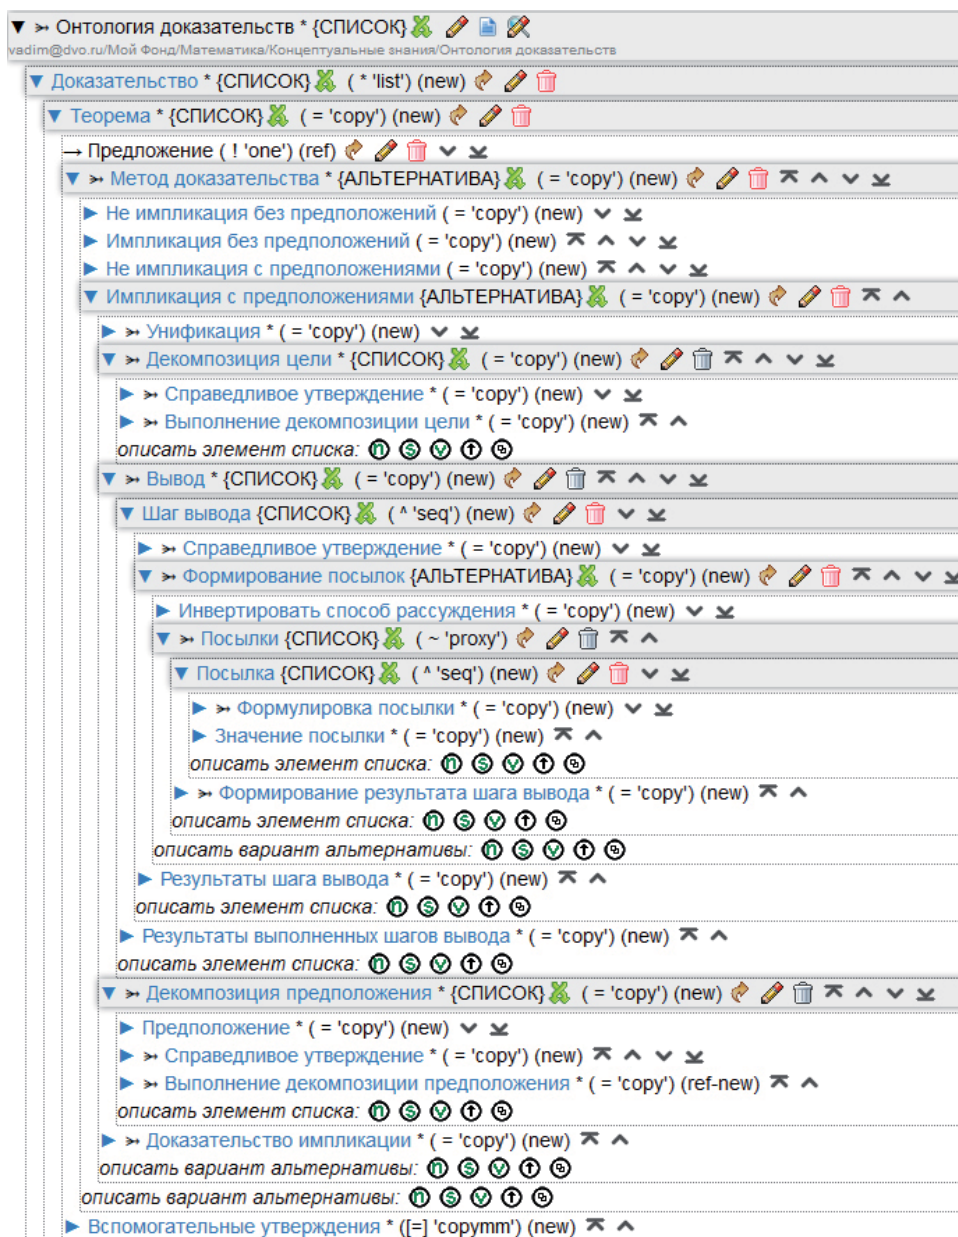 ▼ ➳ Онтология доказательств * {СПИСОК}
vadim@dvo.ru/Мой Фонд/Математика/Концептуальные знания/Онтология доказательств
▼ Доказательство * {СПИСОК} ( * 'list') (new)
▼ Теорема * {СПИСОК} ( = 'copy') (new)
→ Предложение ( ! 'one') (ref)
▼ ➳ Метод доказательства * {АЛЬТЕРНАТИВА} ( = 'copy') (new)
▶ Не импликация без предположений ( = 'copy') (new)
▶ Импликация без предположений ( = 'copy') (new)
▶ Не импликация с предположениями ( = 'copy') (new)
▼ Импликация с предположениями {АЛЬТЕРНАТИВА} ( = 'copy') (new)
▶ ➳ Унификация * ( = 'copy') (new)
▼ ➳ Декомпозиция цели * {СПИСОК} ( = 'copy') (new)
▶ ➳ Справедливое утверждение * ( = 'copy') (new)
▶ ➳ Выполнение декомпозиции цели * ( = 'copy') (new)
описать элемент списка: n s v
▼ ➳ Вывод * {СПИСОК} ( = 'copy') (new)
▼ Шаг вывода {СПИСОК} ( ^ 'seq') (new)
▶ ➳ Справедливое утверждение * ( = 'copy') (new)
▼ ➳ Формирование посылок {АЛЬТЕРНАТИВА} ( = 'copy') (new)
▶ Инвертировать способ рассуждения * ( = 'copy') (new)
▼ ➳ Посылки {СПИСОК} ( ~ 'proxy')
▼ Посылка {СПИСОК} ( ^ 'seq') (new)
▶ ➳ Формулировка посылки * ( = 'copy') (new)
▶ Значение посылки * ( = 'copy') (new)
описать элемент списка: n s v
▶ ➳ Формирование результата шага вывода * ( = 'copy') (new)
описать элемент списка: n s v
описать вариант альтернативы: n s v
▶ Результаты шага вывода * ( = 'copy') (new)
описать элемент списка: n s v
▶ Результаты выполненных шагов вывода * ( = 'copy') (new)
описать элемент списка: n s v
▼ ➳ Декомпозиция предположения * {СПИСОК} ( = 'copy') (new)
▶ Предположение * ( = 'copy') (new)
▶ ➳ Справедливое утверждение * ( = 'copy') (new)
▶ ➳ Выполнение декомпозиции предположения * ( = 'copy') (ref-new)
описать элемент списка: n s v
▶ ➳ Доказательство импликации * ( = 'copy') (new)
описать вариант альтернативы: n s v
описать вариант альтернативы: n s v
▶ Вспомогательные утверждения * ([=] 'copymm') (new)